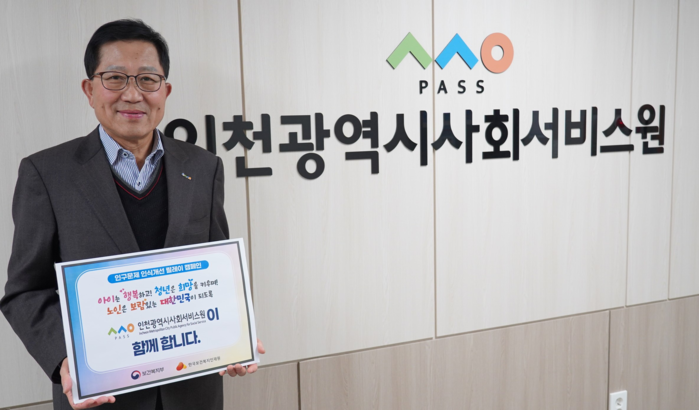 PASS
인천광역시사회서비스원
인구문제 인식개선 릴레이 캠페인
아이는 행복하고! 청년은 희망을 키우며!
노인은 보람있는 대한민국이 되도록
PASS 인천광역시사회서비스원이
함께 합니다.
보건복지부